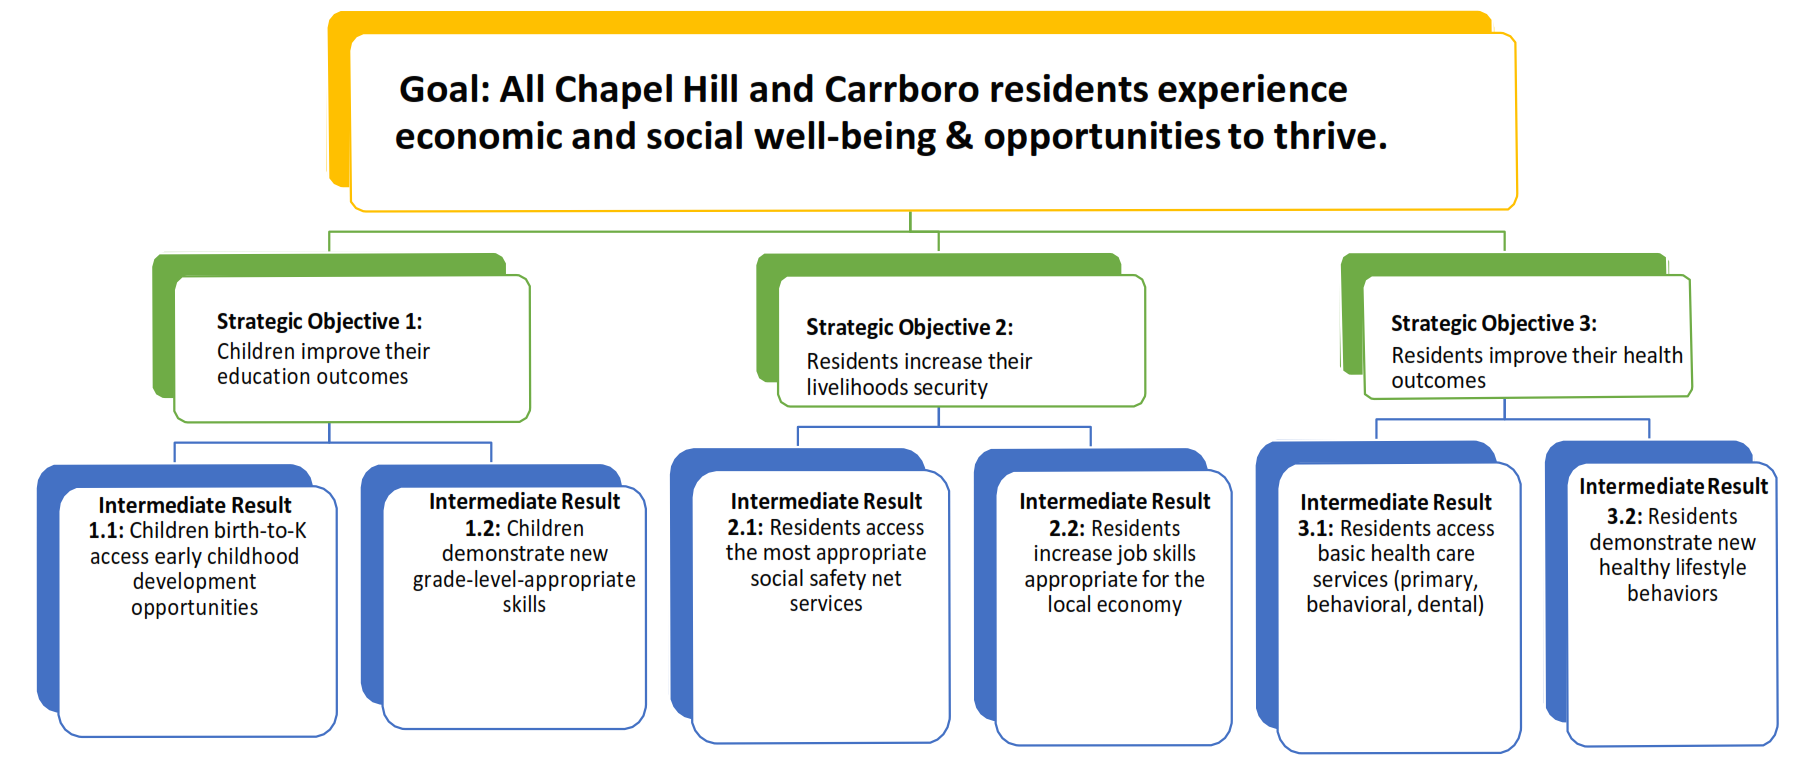 Goal: All Chapel Hill and Carrboro residents experience
economic and social well-being & opportunities to thrive.
Strategic Objective 1:
Children improve their
education outcomes
Strategic Objective 2:
Residents increase their
livelihoods security
Strategic Objective 3:
Residents improve their health
outcomes
Intermediate Result
1.1: Children birth-to-K
access early childhood
development
opportunities
Intermediate Result
1.2: Children
demonstrate new
grade-level-appropriate
skills
Intermediate Result
2.1: Residents access
the most appropriate
social safety net
services
Intermediate Result
2.2: Residents
increase job skills
appropriate for the
local economy
Intermediate Result
3.1: Residents access
basic health care
services (primary,
behavioral, dental)
Intermediate Result
3.2: Residents
demonstrate new
healthy lifestyle
behaviors